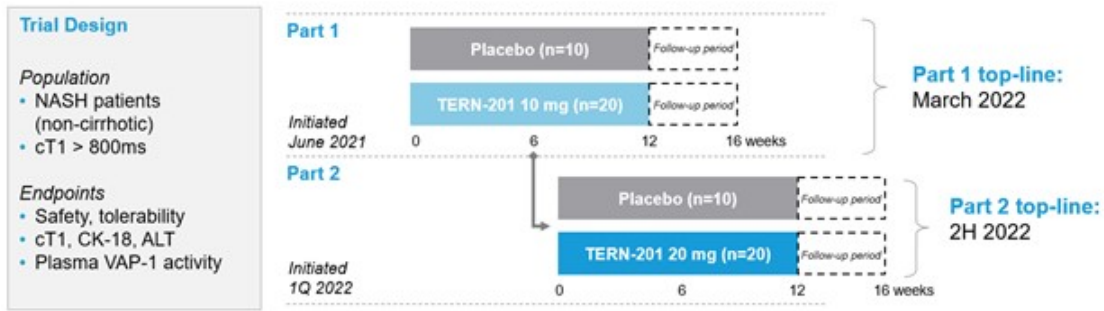 Trial Design
Population
• NASH patients
(non-cirrhotic)
• cT1 > 800ms
Endpoints
• Safety, tolerability
• cT1, CK-18, ALT
• Plasma VAP-1 activity
Part 1
Placebo (n=10)
Follow-up period
TERN-201 10 mg (n=20)
Follow-up period
Initiated
June 2021
0 6 12 16 weeks
Part 1 top-line:
March 2022
Part 2
Placebo (n=10)
Follow-up period
TERN-201 20 mg (n=20)
Follow-up period
Initiated
1Q 2022
0 6 12 16 weeks
Part 2 top-line:
2H 2022